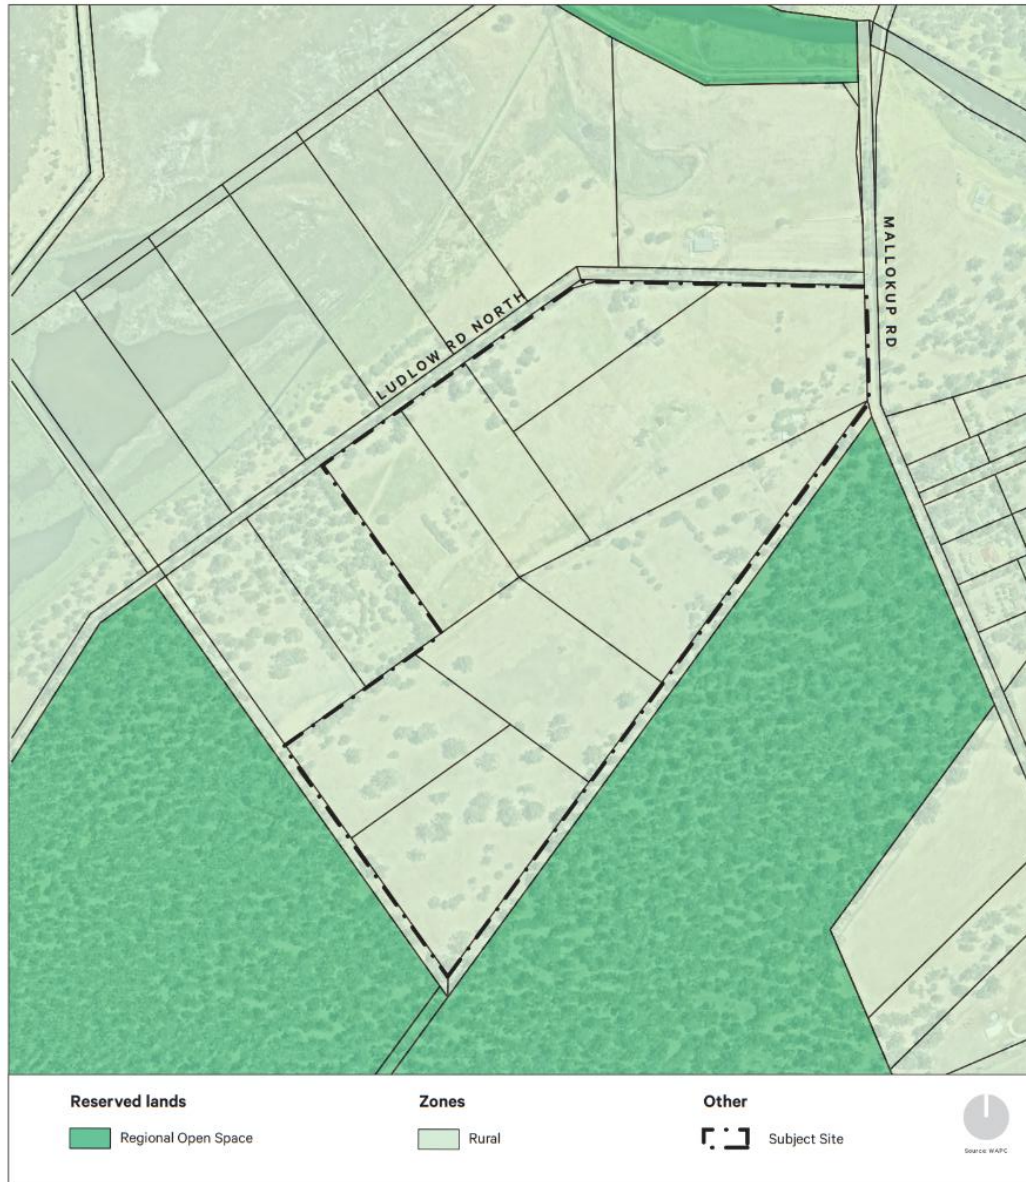 MALLOKUP RD
LUDLOW RD NORTH
Reserved lands
Regional Open Space
Zones
Rural
Other
Subject Site
Source: WAPC